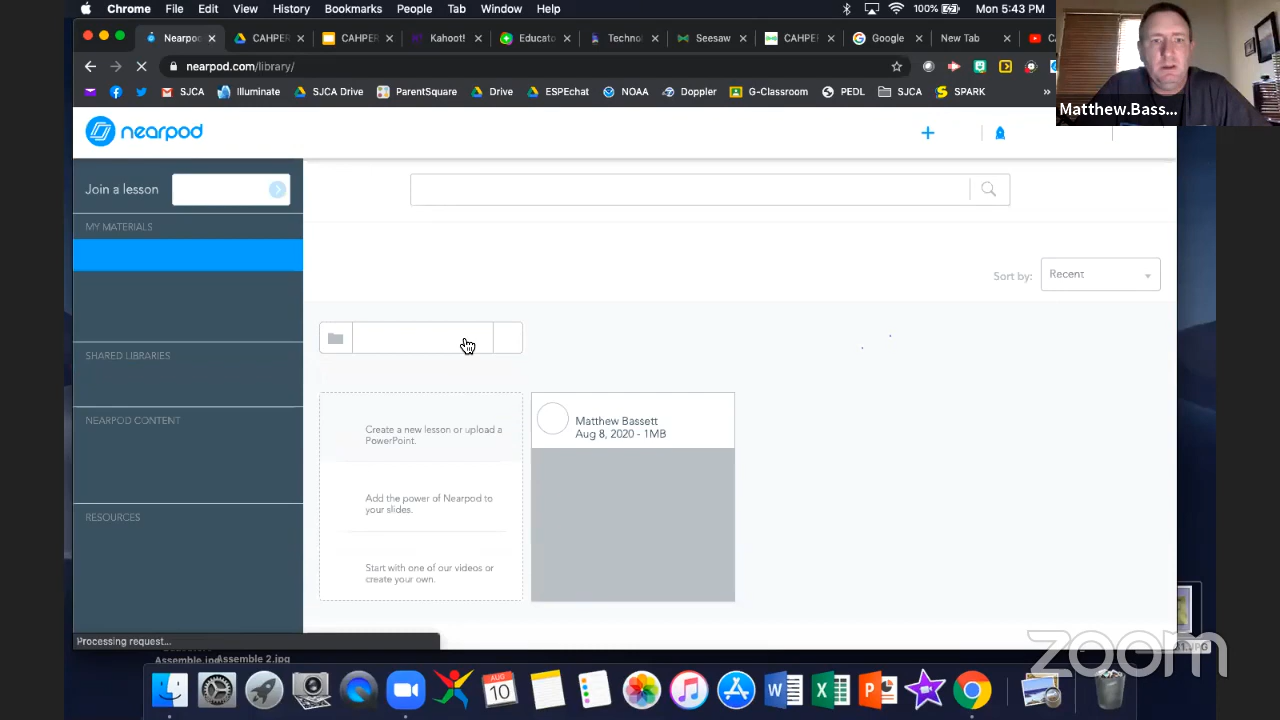 Chrome File Edit View History Bookmarks People Tab Window Help 100% Mon 5:43 PM
Nearpo CAHPER CAHPE ahoot! Educato Technol Seesaw CAHPE Google New Tab Ca
nearpod.com/library/
SJCA Illuminate SJCA Drive ParentSquare Drive ESPEchat NOAA Doppler G-Classroom PEDL SJCA SPARK »
Matthew.Bass...
nearpod
Join a lesson
MY MATERIALS
Sort by: Recent
SHARED LIBRARIES
Matthew Bassett
Aug 8, 2020 - 1MB
NEARPOD CONTENT
Create a new lesson or upload a
PowerPoint.
Add the power of Nearpod to
your slides.
RESOURCES
Start with one of our videos or
create your own.
Processing request...
Assemble 2.jpg
zoom
AUG
10